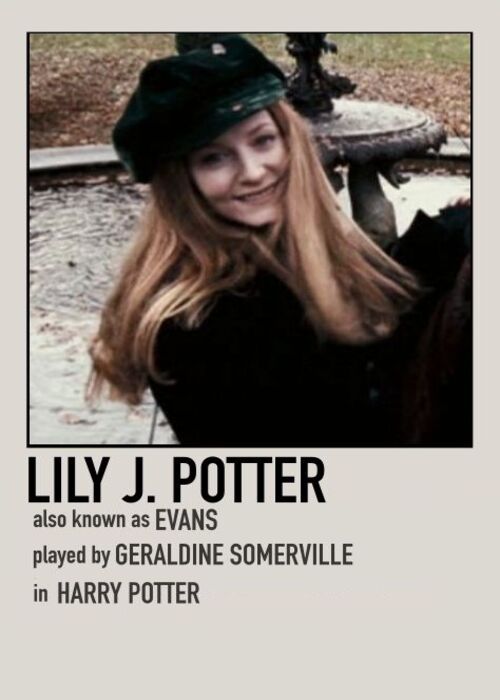 LILY J. POTTER
also known as EVANS
played by GERALDINE SOMERVILLE
in HARRY POTTER